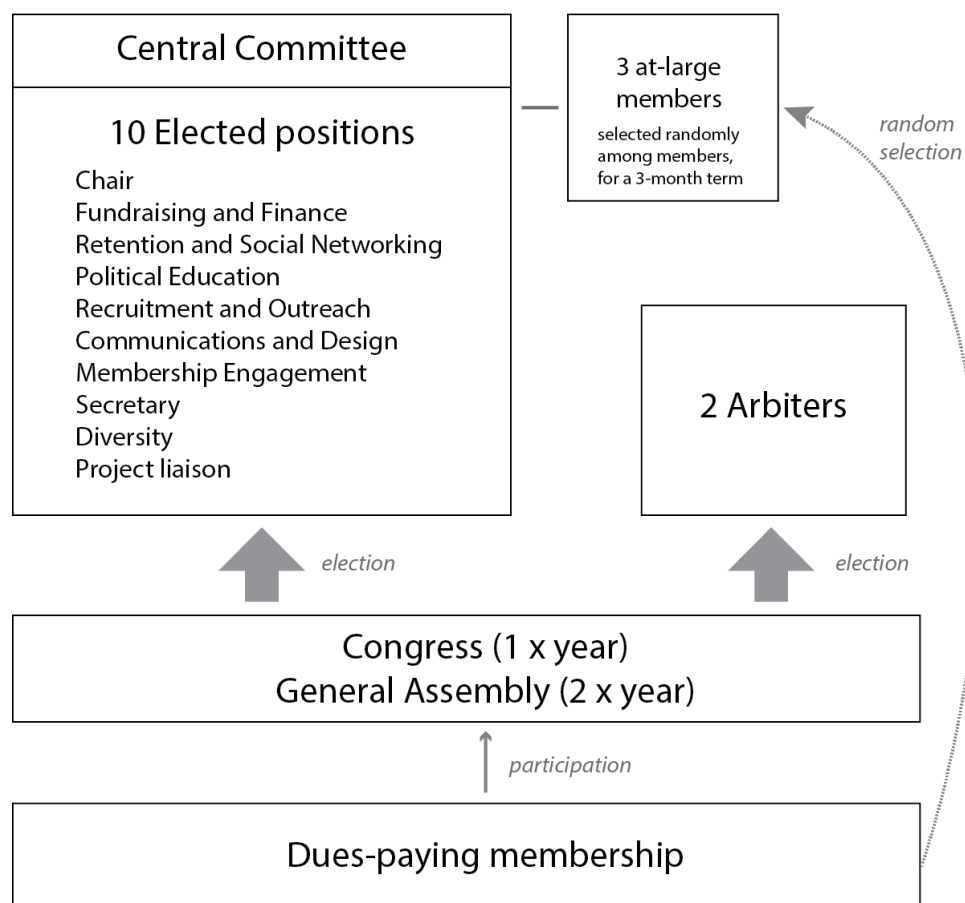 Central Committee
10 Elected positions
Chair
Fundraising and Finance
Retention and Social Networking
Political Education
Recruitment and Outreach
Communications and Design
Membership Engagement
Secretary
Diversity
Project liaison
3 at-large
members
selected randomly
among members,
for a 3-month term
random
selection
2 Arbiters
election
election
Congress (1 x year)
General Assembly (2 x year)
participation
Dues-paying membership